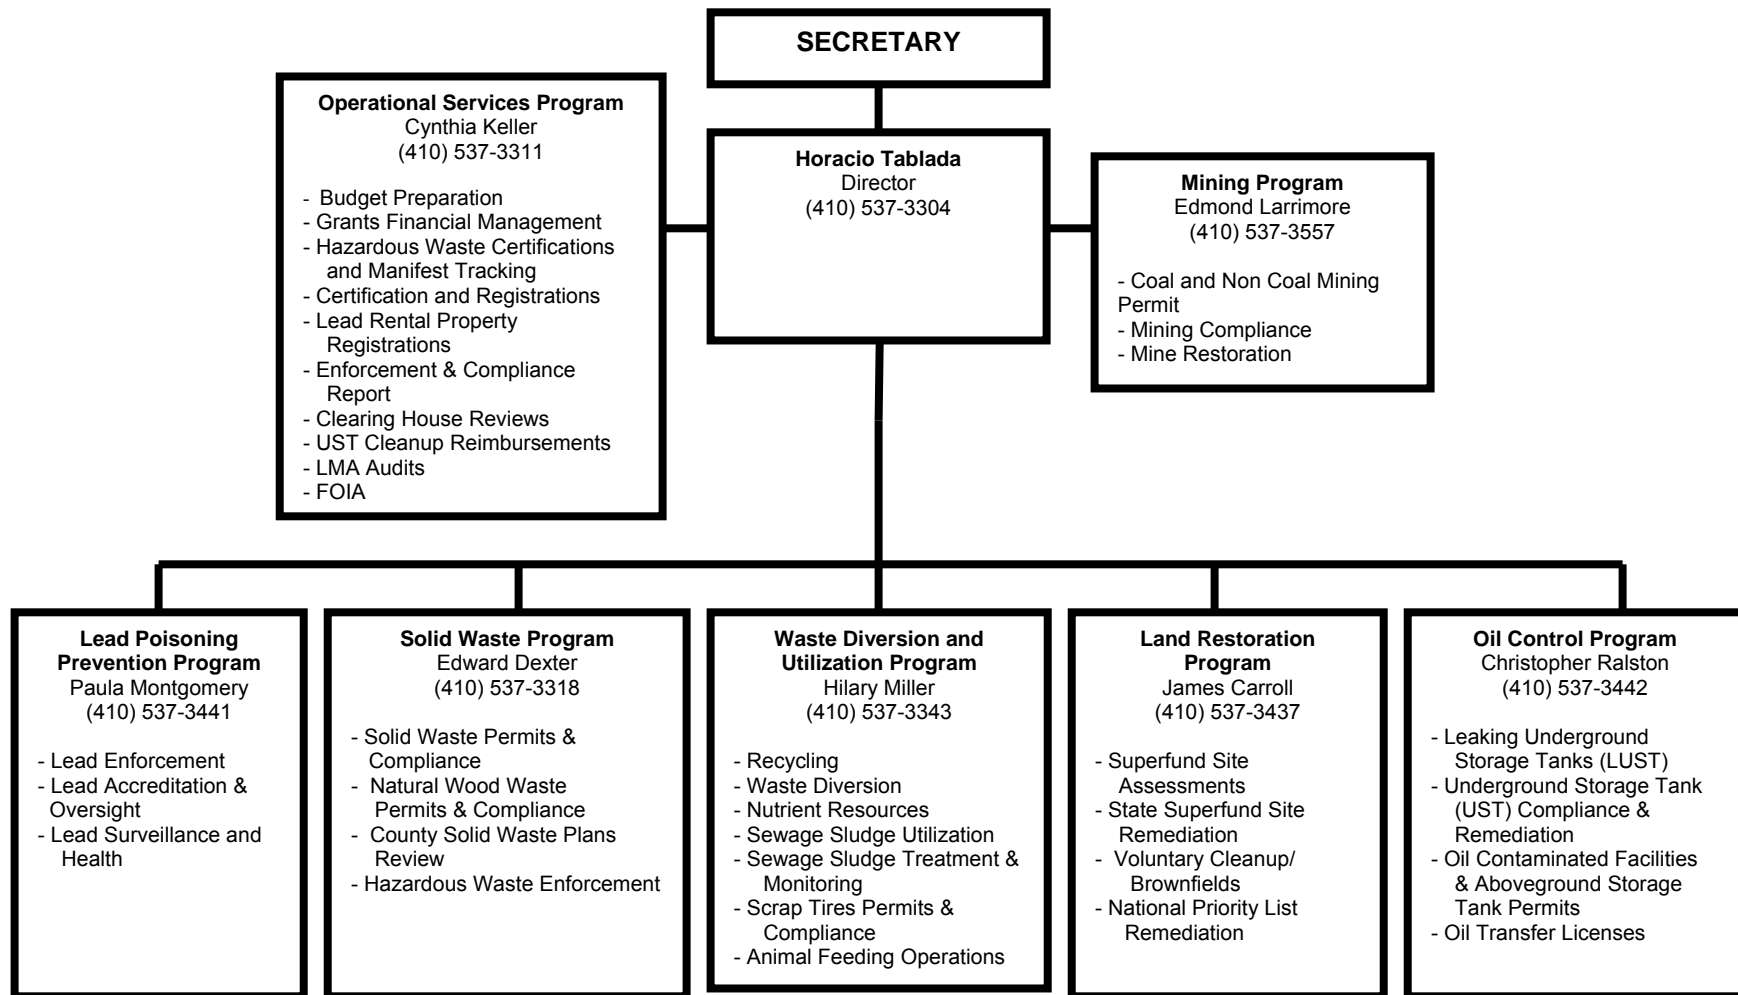 SECRETARY
Operational Services Program
Cynthia Keller
(410) 537-3311
- Budget Preparation
- Grants Financial Management
- Hazardous Waste Certifications
and Manifest Tracking
- Certification and Registrations
- Lead Rental Property
Registrations
- Enforcement & Compliance
Report
- Clearing House Reviews
- UST Cleanup Reimbursements
- LMA Audits
- FOIA
Horacio Tablada
Director
(410) 537-3304
Mining Program
Edmond Larrimore
(410) 537-3557
- Coal and Non Coal Mining
Permit
- Mining Compliance
- Mine Restoration
Lead Poisoning
Prevention Program
Paula Montgomery
(410) 537-3441
- Lead Enforcement
- Lead Accreditation &
Oversight
- Lead Surveillance and
Health
Solid Waste Program
Edward Dexter
(410) 537-3318
- Solid Waste Permits &
Compliance
- Natural Wood Waste
Permits & Compliance
- County Solid Waste Plans
Review
- Hazardous Waste Enforcement
Waste Diversion and
Utilization Program
Hilary Miller
(410) 537-3343
- Recycling
- Waste Diversion
- Nutrient Resources
- Sewage Sludge Utilization
- Sewage Sludge Treatment &
Monitoring
- Scrap Tires Permits &
Compliance
- Animal Feeding Operations
Land Restoration
Program
James Carroll
(410) 537-3437
- Superfund Site
Assessments
- State Superfund Site
Remediation
- Voluntary Cleanup/
Brownfields
- National Priority List
Remediation
Oil Control Program
Christopher Ralston
(410) 537-3442
- Leaking Underground
Storage Tanks (LUST)
- Underground Storage Tank
(UST) Compliance &
Remediation
- Oil Contaminated Facilities
& Aboveground Storage
Tank Permits
- Oil Transfer Licenses